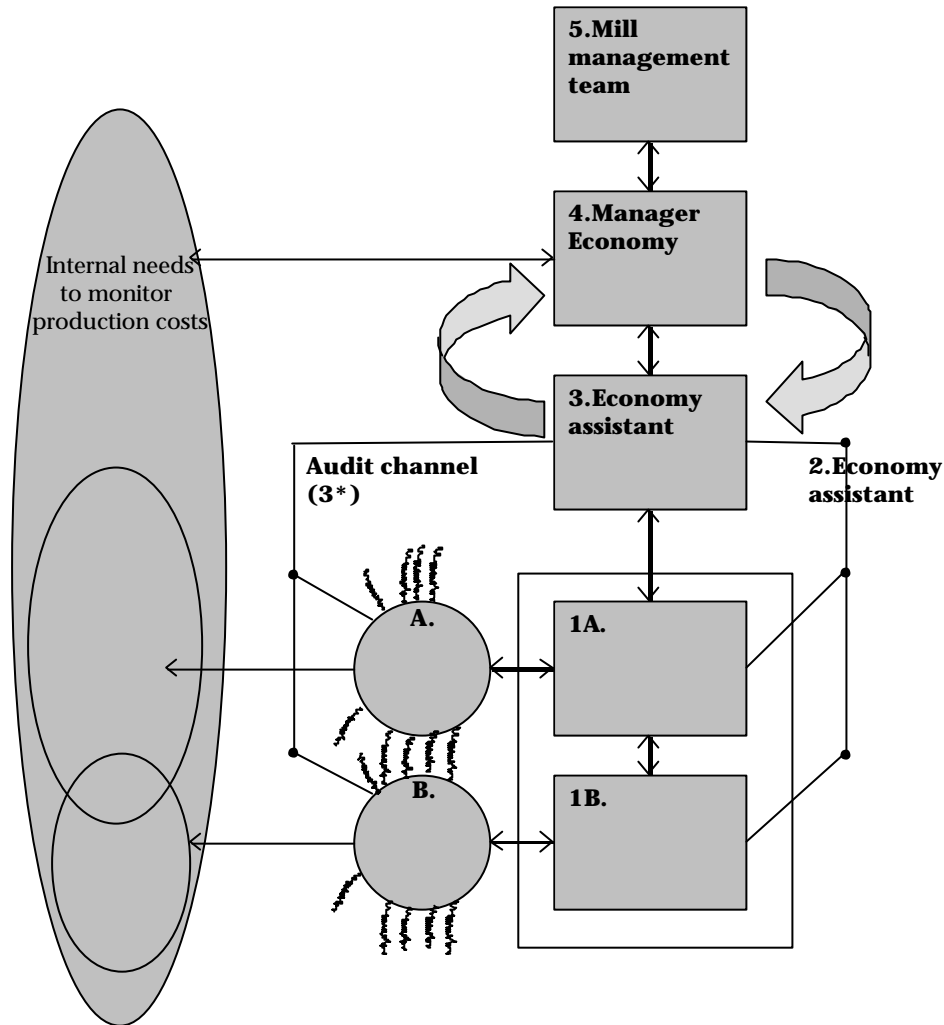 5.Mill
management
team
4.Manager
Economy
Internal needs
to monitor
production costs
3.Economy
assistant
Audit channel
(3*)
2.Economy
assistant
A.
1A.
B.
1B.